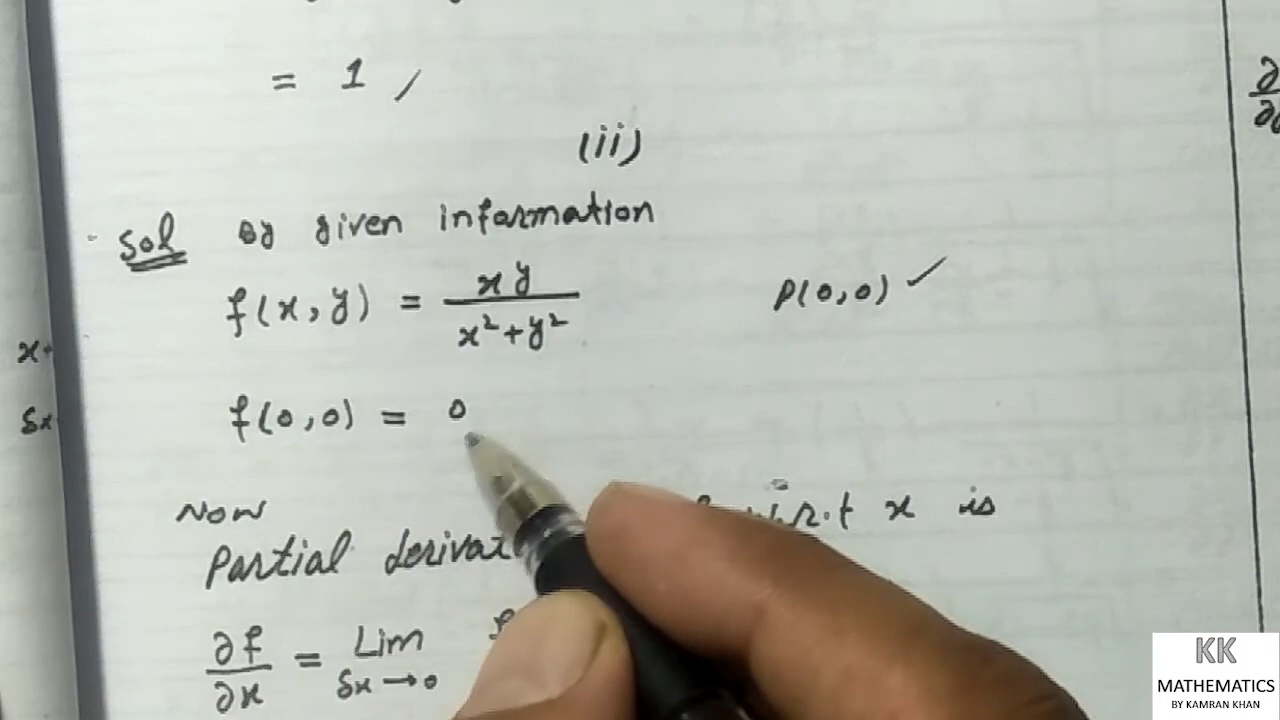 = 1,
(ii)
Sol By given information
f(x,y) = xy / x²+y² P(0,0) ✓
f(0,0) = 0
Now
Partial w.r.t x is
∂f/∂x = Lim δx→0
x
δx
∂
KK
MATHEMATICS
BY KAMRAN KHAN